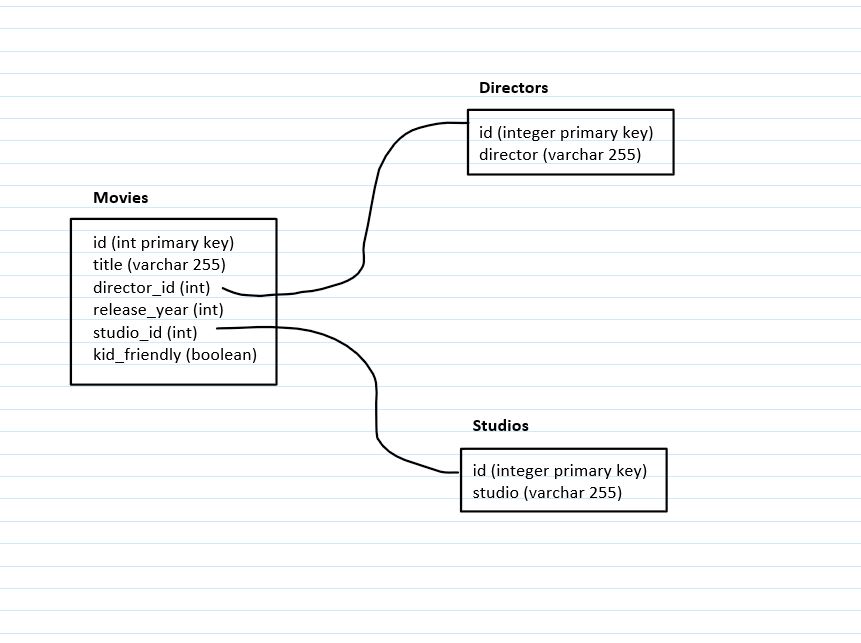 Directors
id (integer primary key)
director (varchar 255)
Movies
id (int primary key)
title (varchar 255)
director_id (int)
release_year (int)
studio_id (int)
kid_friendly (boolean)
Studios
id (integer primary key)
studio (varchar 255)